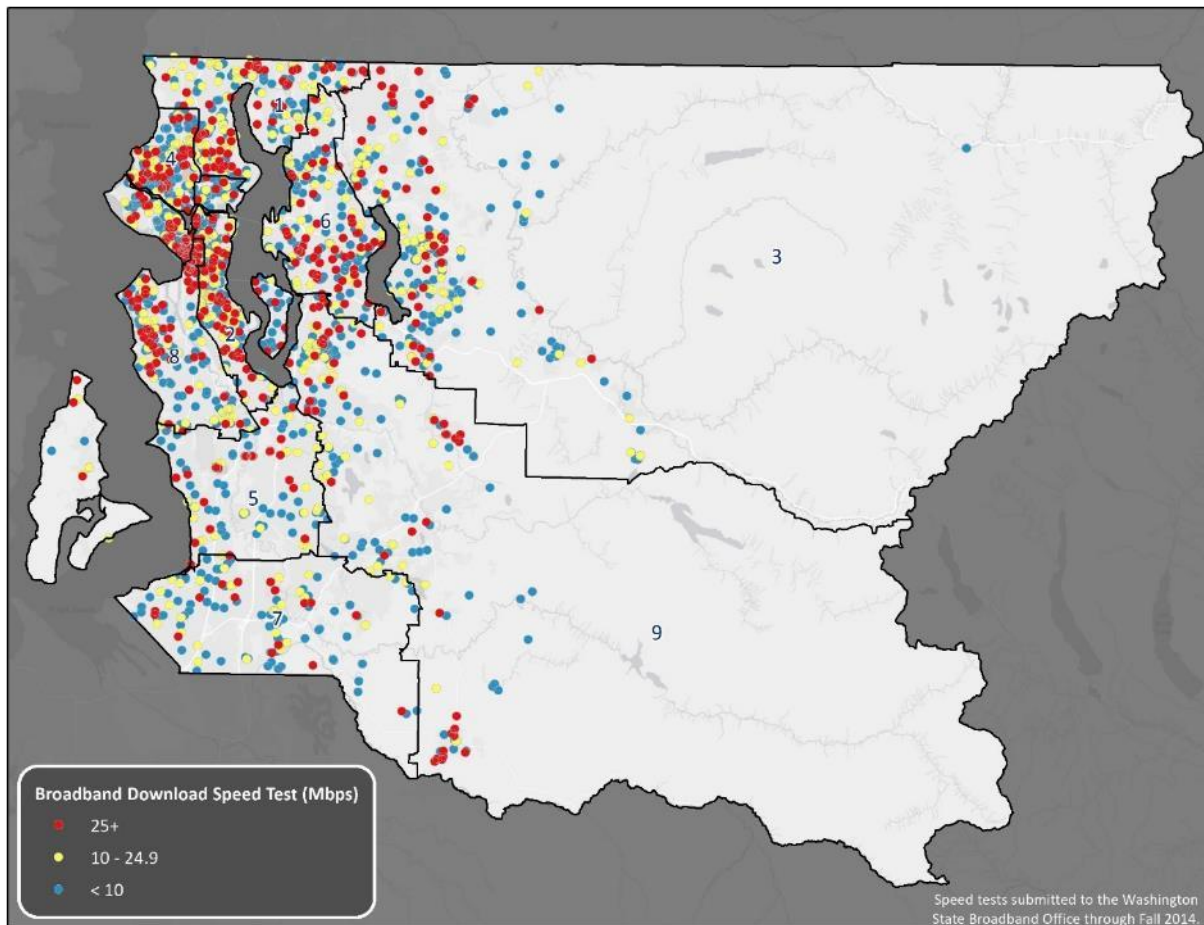 1
4
6
3
2
8
5
7
9
Broadband Download Speed Test (Mbps)
25+
10 - 24.9
< 10
Speed tests submitted to the Washington
State Broadband Office through Fall 2014.